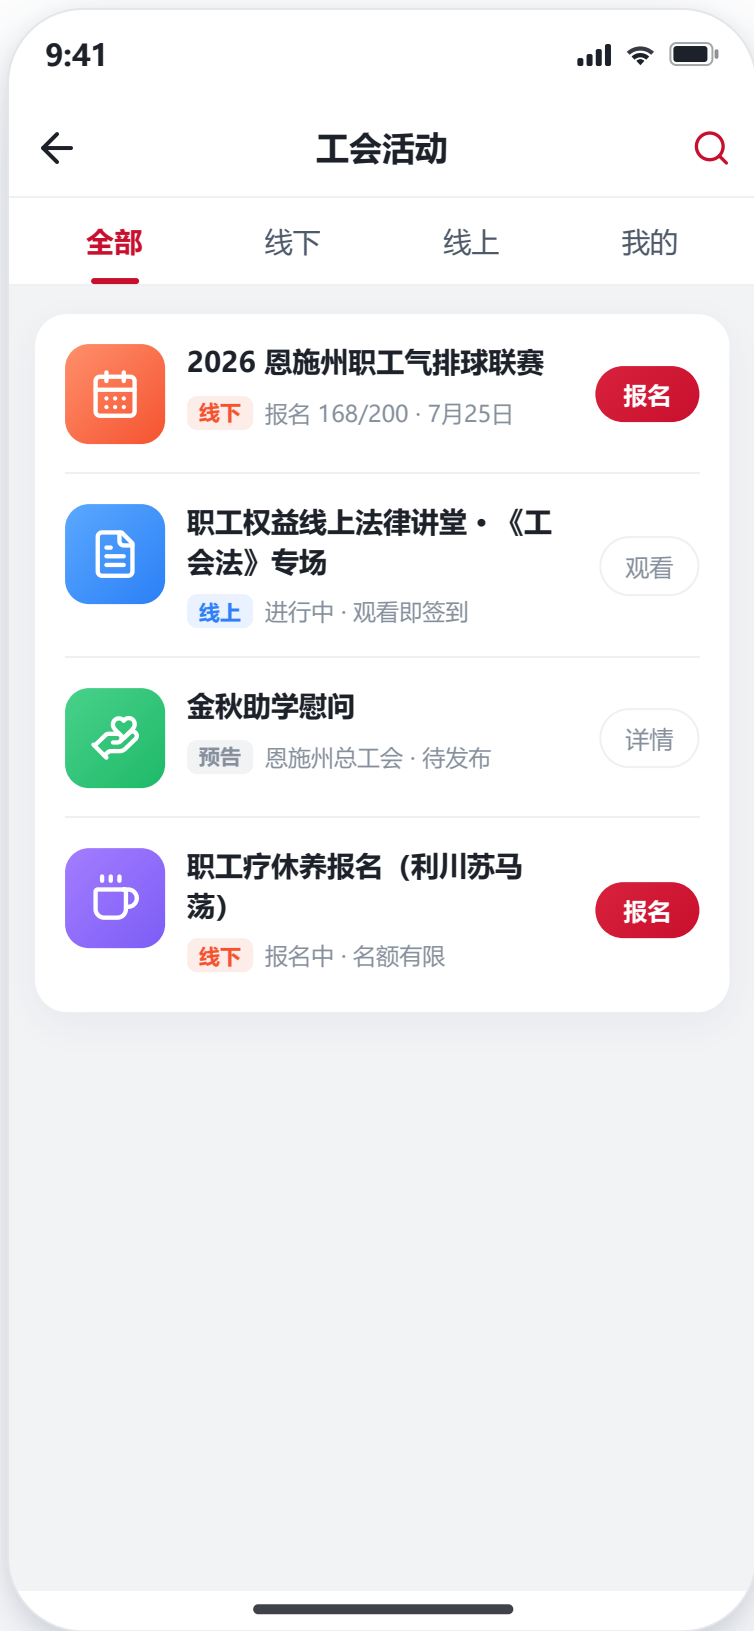 9:41
工会活动
全部 线下 线上 我的
2026 恩施州职工气排球联赛
线下 报名 168/200 · 7月25日
报名
职工权益线上法律讲堂·《工
会法》专场
线上 进行中 · 观看即签到
观看
金秋助学慰问
预告 恩施州总工会 · 待发布
详情
职工疗休养报名（利川苏马
荡）
线下 报名中 · 名额有限
报名